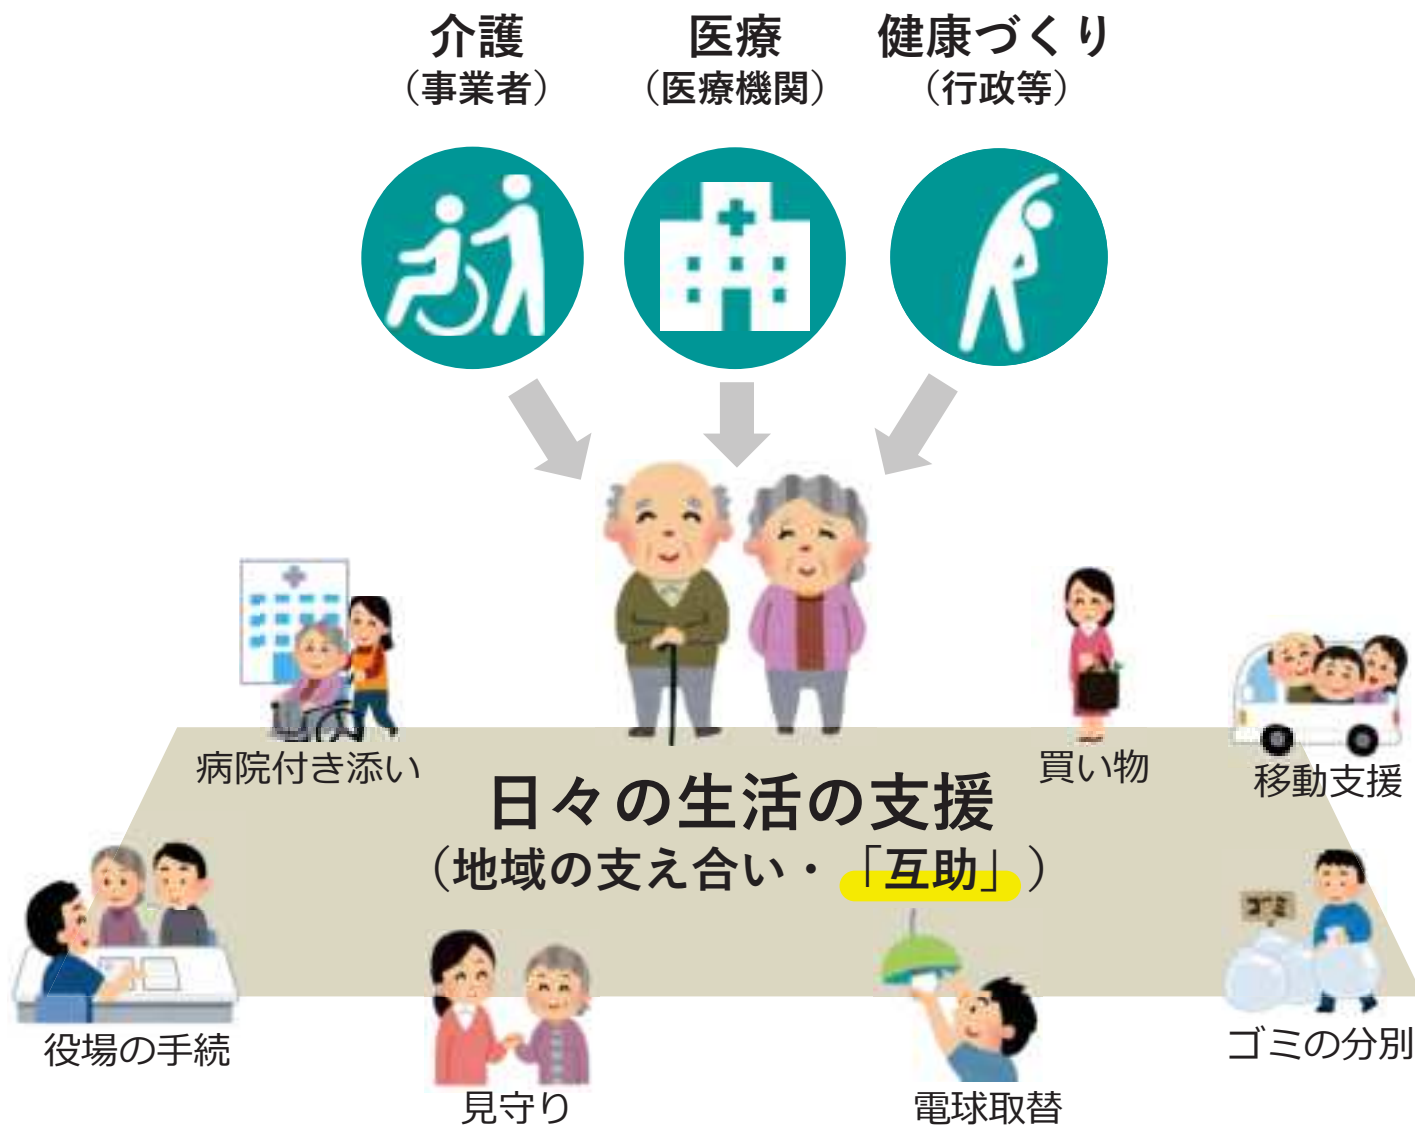 介護
（事業者）
医療
（医療機関）
健康づくり
（行政等）
病院付き添い
買い物
移動支援
日々の生活の支援
（地域の支え合い・「互助」）
ゴミ
役場の手続
見守り
電球取替
ゴミの分別